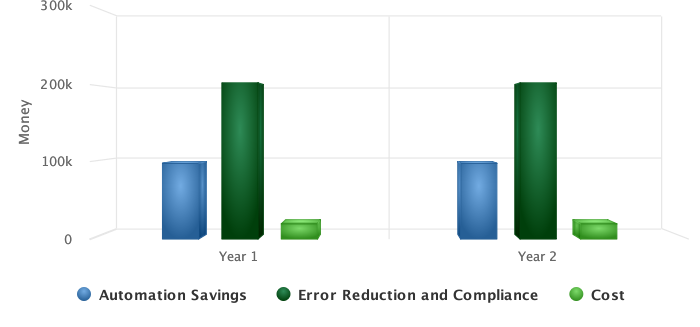 300k
200k
100k
0
Money
Year 1
Year 2
Automation Savings
Error Reduction and Compliance
Cost